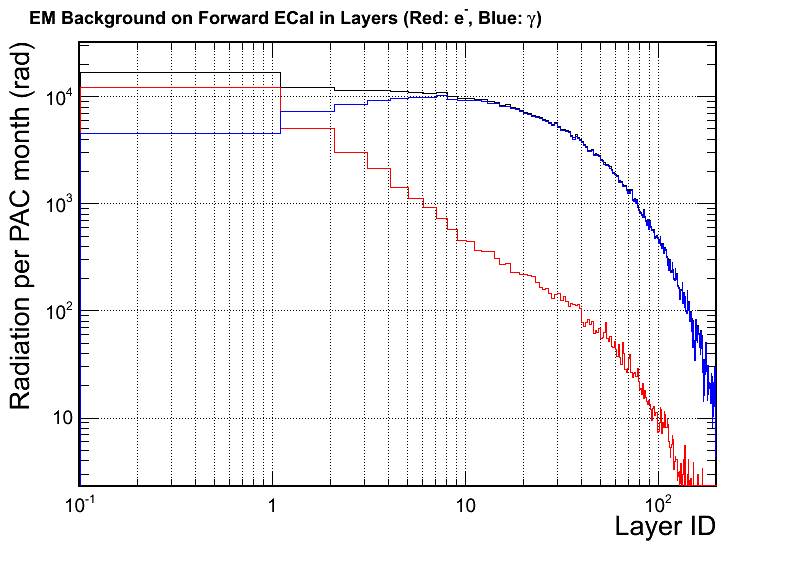 EM Background on Forward ECal in Layers (Red: e⁻, Blue: γ)
Radiation per PAC month (rad)
10⁴
10³
10²
10
10⁻¹
1
10
10²
Layer ID